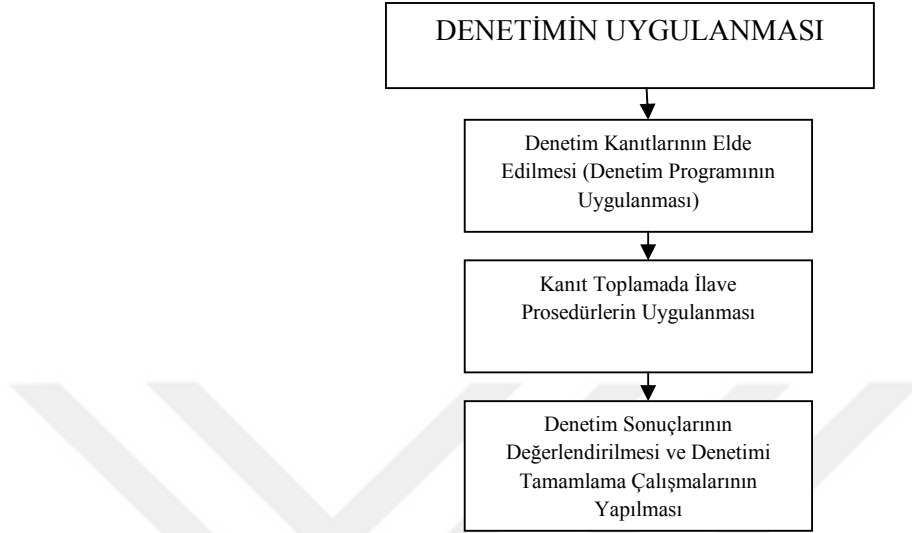 DENETİMİN UYGULANMASI
Denetim Kanıtlarının Elde
Edilmesi (Denetim Programının
Uygulanması)
Kanıt Toplamada İlave
Prosedürlerin Uygulanması
Denetim Sonuçlarının
Değerlendirilmesi ve Denetimi
Tamamlama Çalışmalarının
Yapılması